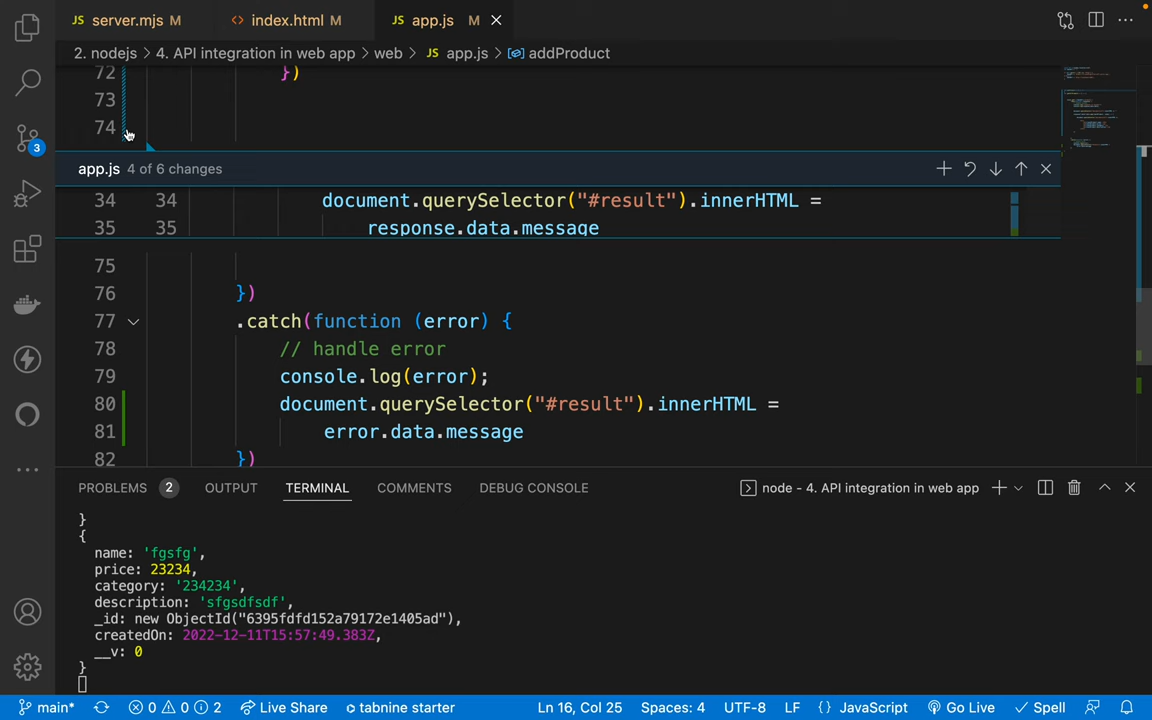 JS server.mjs M
<> index.html M
JS app.js M
2. nodejs > 4. API integration in web app > web > JS app.js > addProduct
72 })
73
74
app.js 4 of 6 changes
34 34 document.querySelector("#result").innerHTML =
35 35 response.data.message
75
76 })
77 .catch(function (error) {
78 // handle error
79 console.log(error);
80 document.querySelector("#result").innerHTML =
81 error.data.message
82 })
3
PROBLEMS 2 OUTPUT TERMINAL COMMENTS DEBUG CONSOLE node - 4. API integration in web app
}
{
name: 'fgsfg',
price: 23234,
category: '234234',
description: 'sfgsdfsdf',
_id: new ObjectId("6395fdfd152a79172e1405ad"),
createdOn: 2022-12-11T15:57:49.383Z,
__v: 0
}
main* 0 0 2 Live Share tabnine starter Ln 16, Col 25 Spaces: 4 UTF-8 LF {} JavaScript Go Live Spell